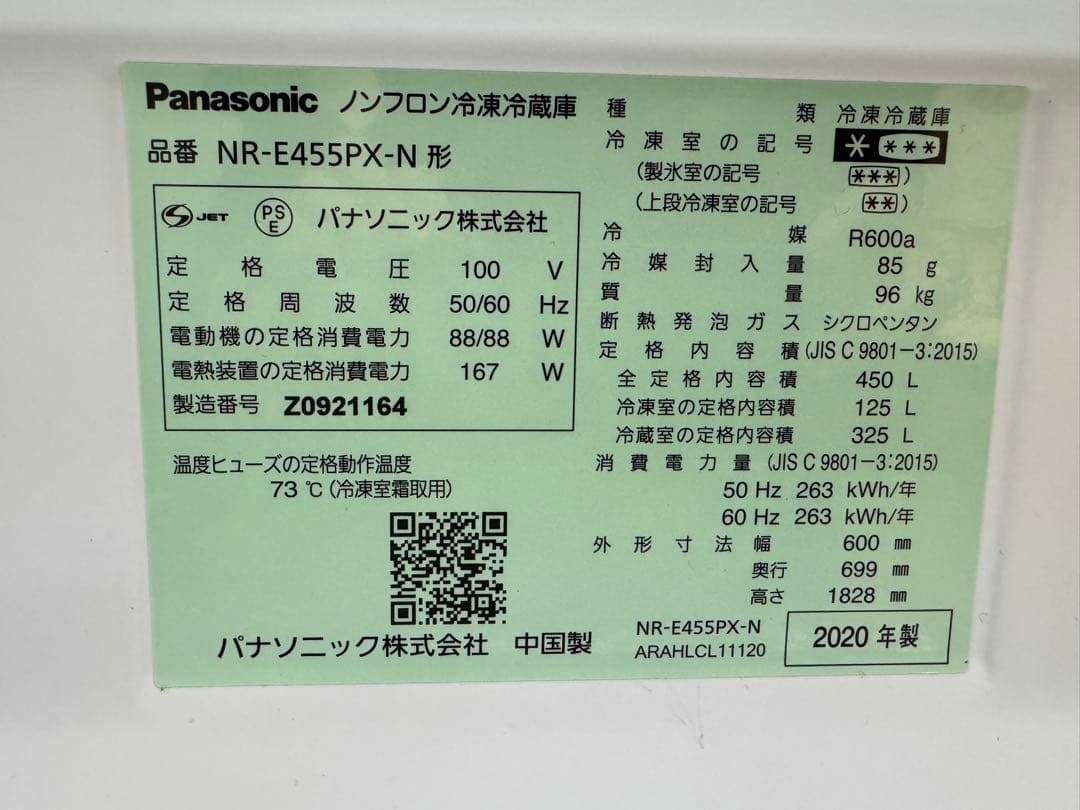 Panasonic ノンフロン冷凍冷蔵庫
品番 NR-E455PX-N 形
JET PSE パナソニック株式会社
定格電圧 100 V
定格周波数 50/60 Hz
電動機の定格消費電力 88/88 W
電熱装置の定格消費電力 167 W
製造番号 Z0921164
温度ヒューズの定格動作温度
73 ℃ (冷凍室霜取用)
パナソニック株式会社 中国製
種類 冷凍冷蔵庫
冷凍室の記号 * ***
(製氷室の記号 ***)
(上段冷凍室の記号 **)
冷媒 R600a
冷媒封入量 85 g
質量 96 kg
断熱発泡ガス シクロペンタン
定格内容積 (JIS C 9801-3:2015)
全定格内容積 450 L
冷凍室の定格内容積 125 L
冷蔵室の定格内容積 325 L
消費電力量 (JIS C 9801-3:2015)
50 Hz 263 kWh/年
60 Hz 263 kWh/年
外形寸法 幅 600 mm
奥行 699 mm
高さ 1828 mm
NR-E455PX-N
ARAHLCL11120
2020 年製